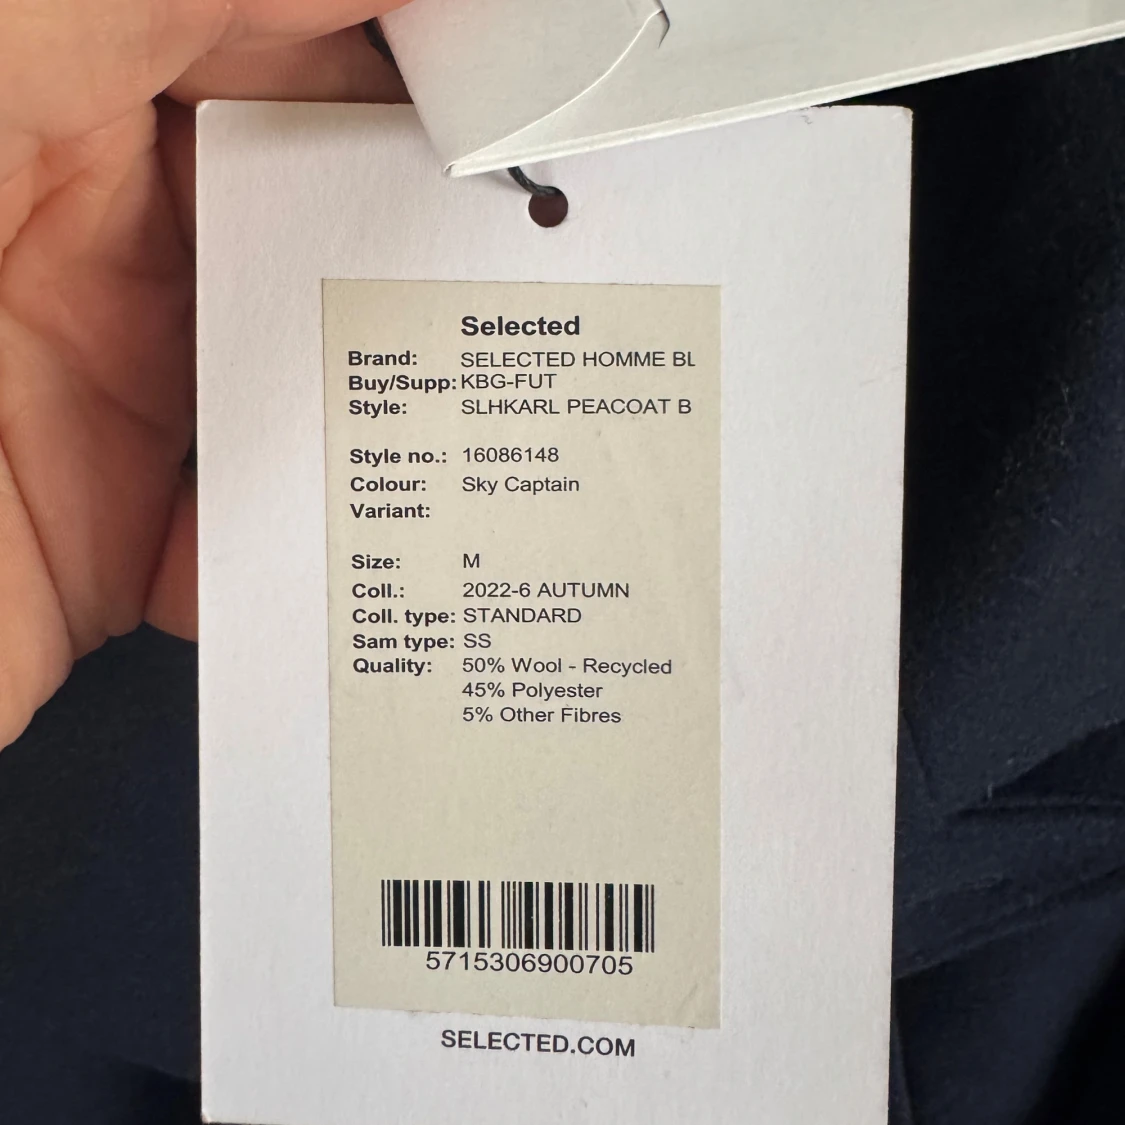 Selected
Brand: SELECTED HOMME BL
Buy/Supp: KBG-FUT
Style: SLHKARL PEACOAT B
Style no.: 16086148
Colour: Sky Captain
Variant:
Size: M
Coll.: 2022-6 AUTUMN
Coll. type: STANDARD
Sam type: SS
Quality: 50% Wool - Recycled
45% Polyester
5% Other Fibres
5715306900705
SELECTED.COM